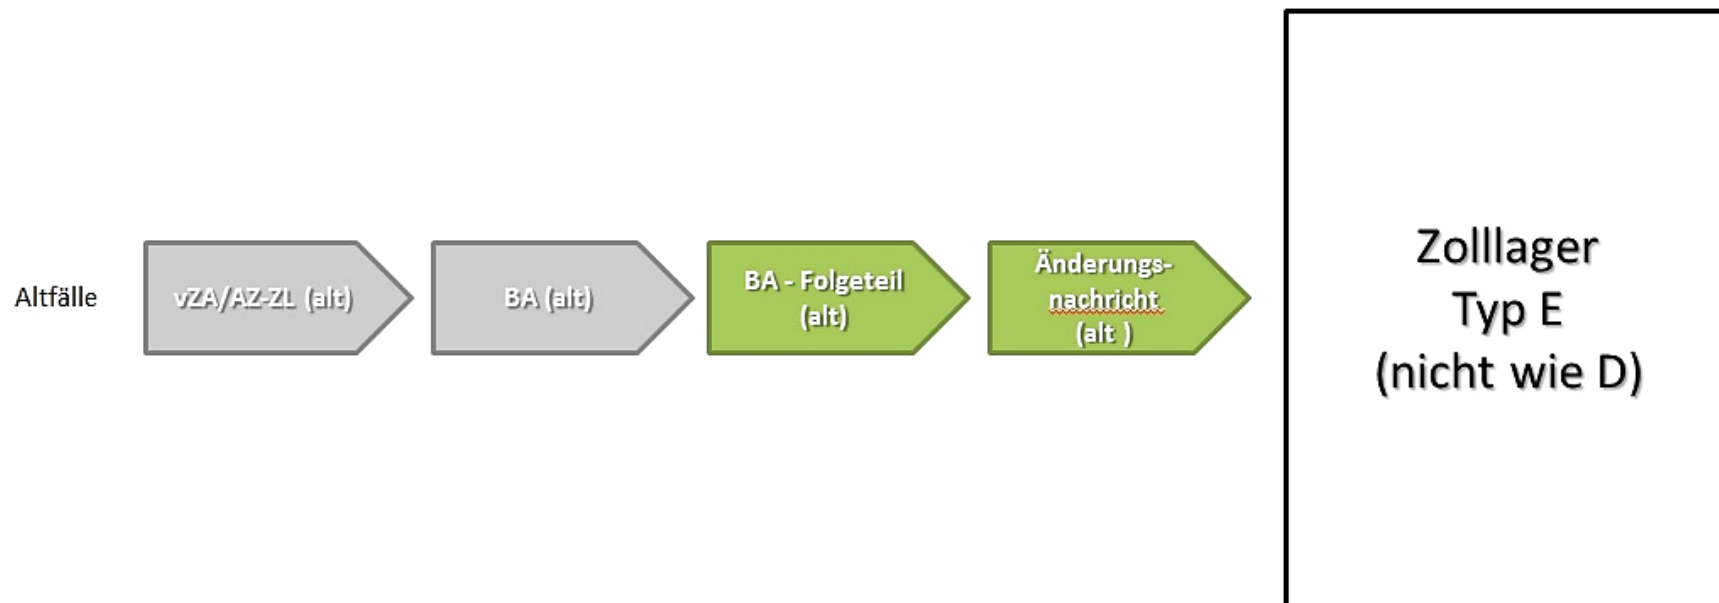 Altfälle
vZA/AZ-ZL (alt)
BA (alt)
BA - Folgeteil
(alt)
Änderungs-
nachricht
(alt )
Zolllager
Typ E
(nicht wie D)